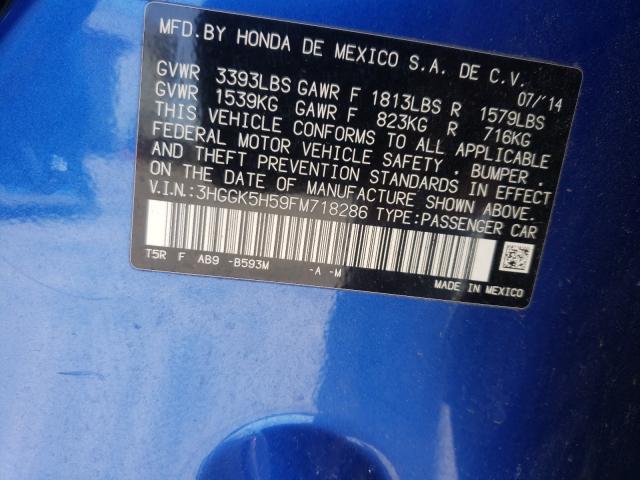 MFD.BY HONDA DE MEXICO S.A. DE C.V.
07/'14
GVWR 3393LBS GAWR F 1813LBS R 1579LBS
GVWR 1539KG GAWR F 823KG R 716KG
THIS VEHICLE CONFORMS TO ALL APPLICABLE
FEDERAL MOTOR VEHICLE SAFETY , BUMPER ,
AND THEFT PREVENTION STANDARDS IN EFFECT
ON THE DATE OF MANUFACTURE SHOWN ABOVE.
V.I.N.:3HGGK5H59FM718286 TYPE:PASSENGER CAR
T5R F AB9 -B593M -A -M
MADE IN MEXICO